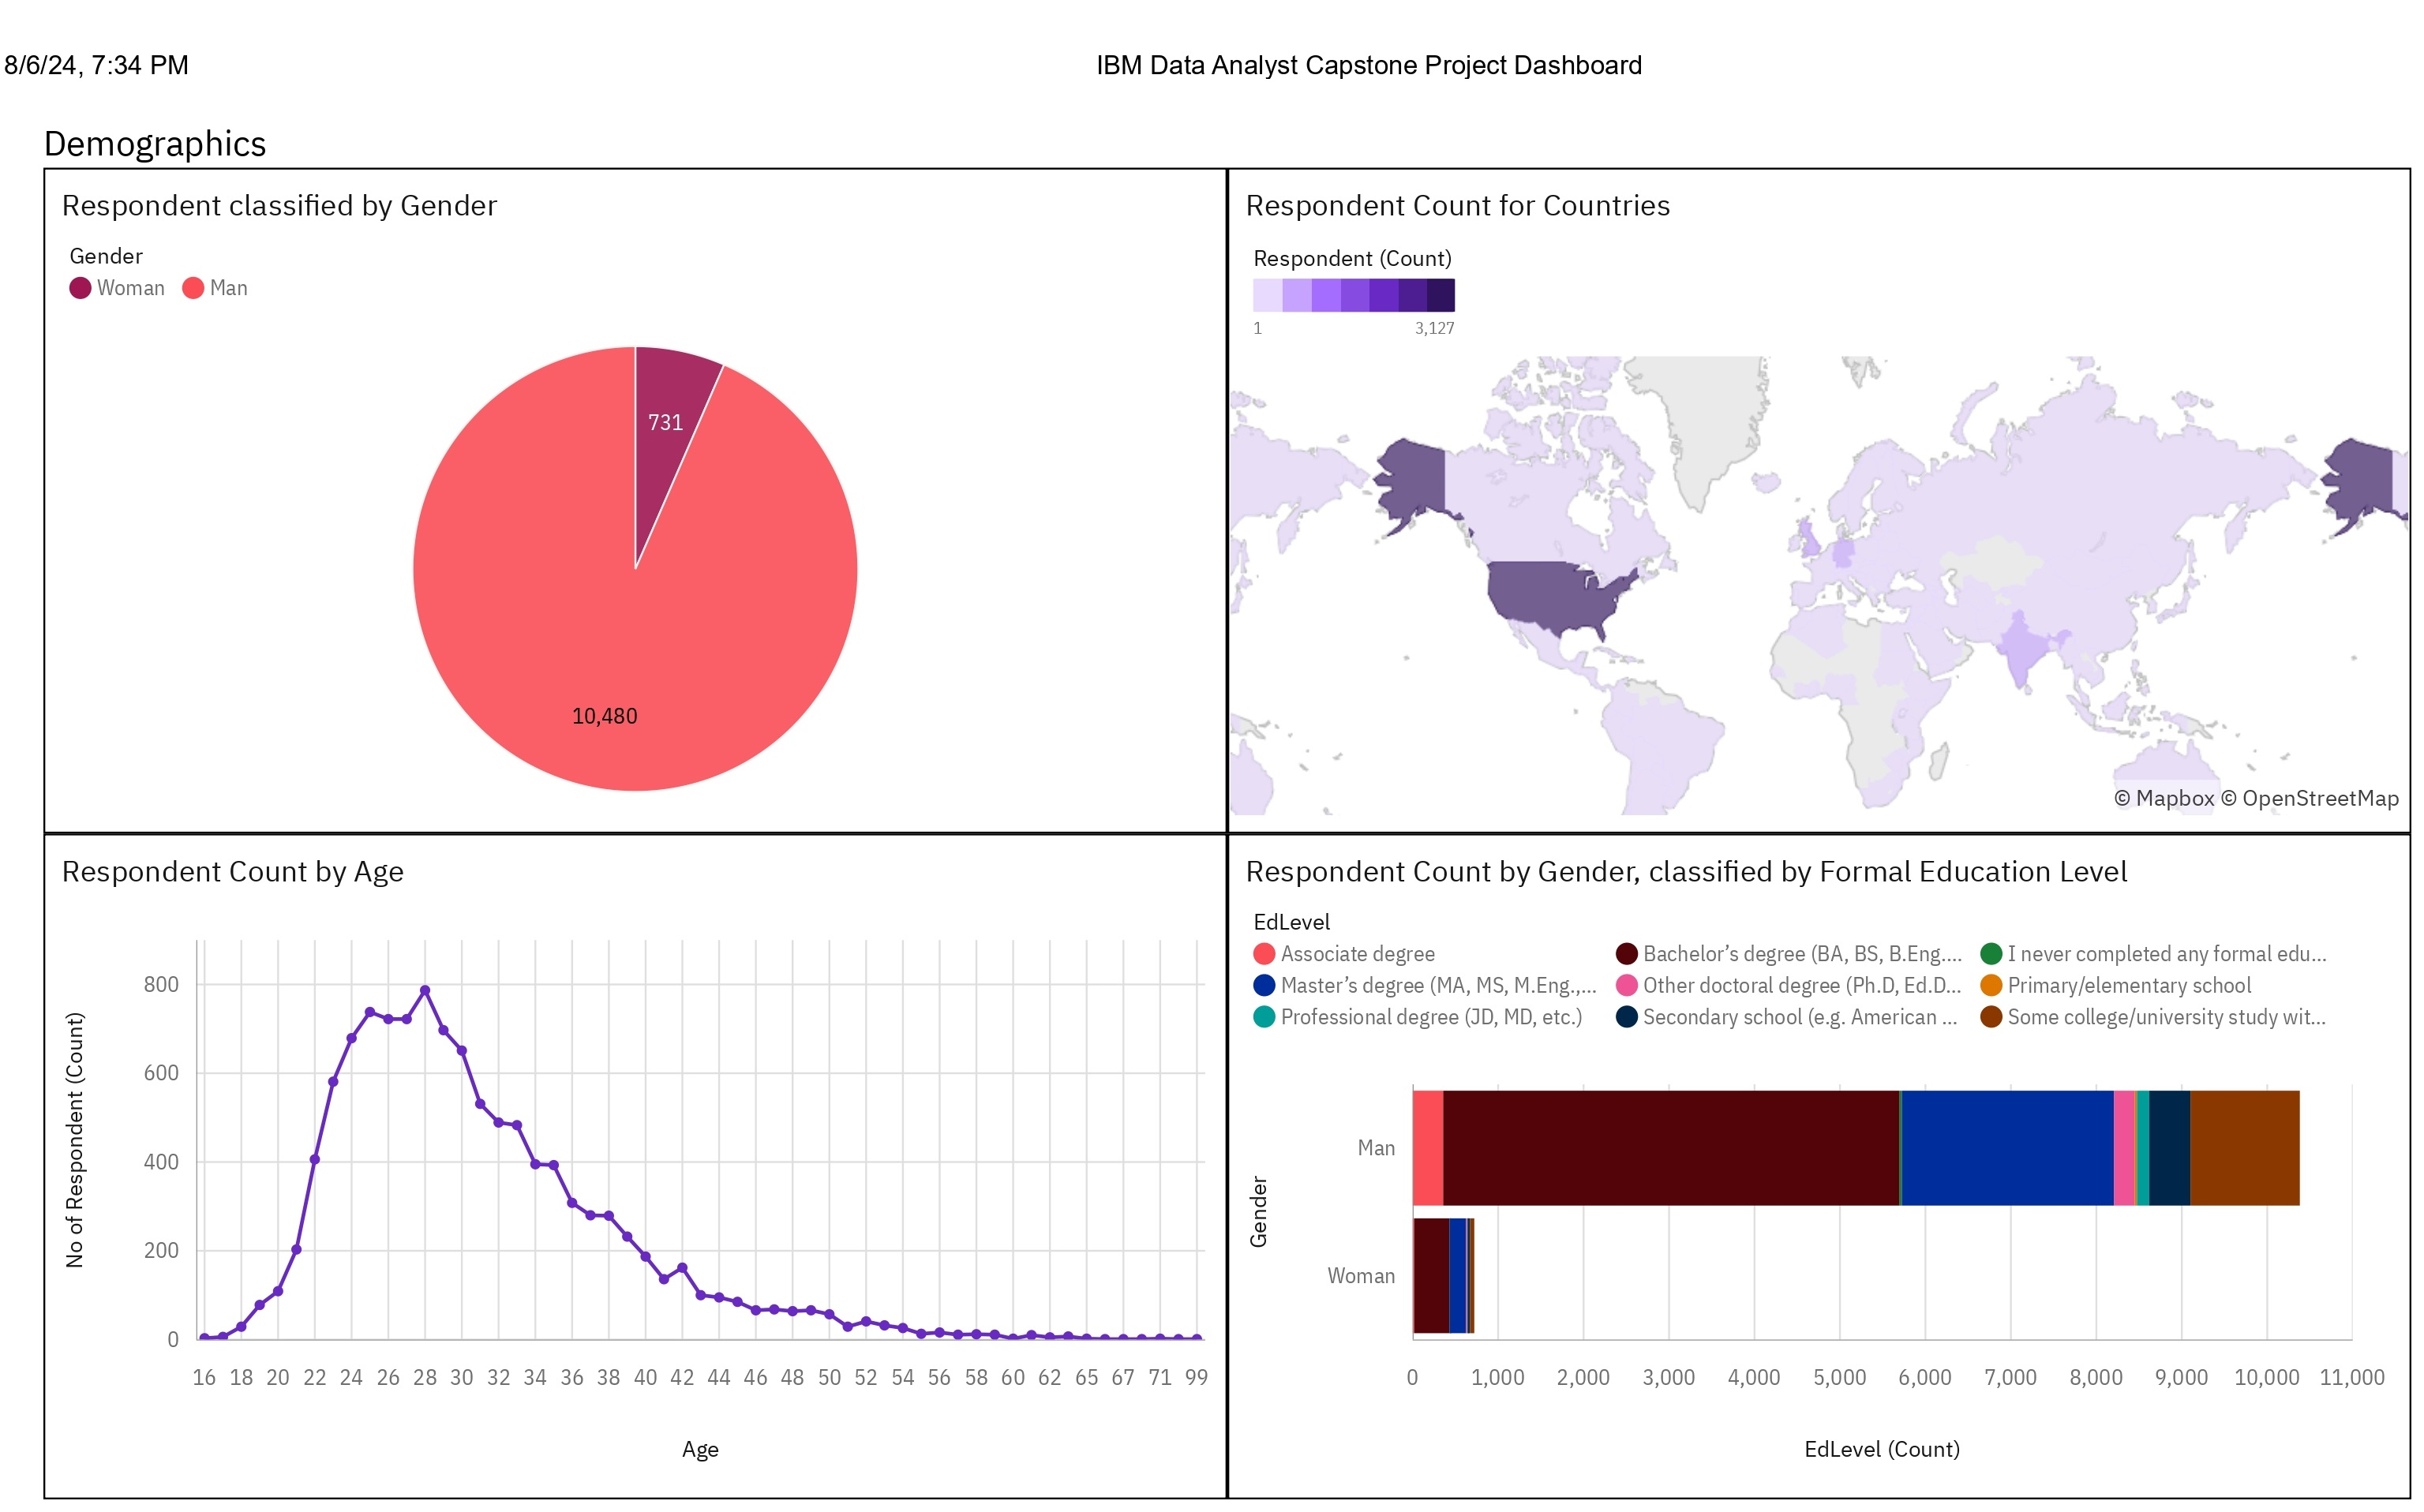 8/6/24, 7:34 PM
IBM Data Analyst Capstone Project Dashboard
Demographics
Respondent classified by Gender
Gender
Woman Man
731
10,480
Respondent Count for Countries
Respondent (Count)
1 3,127
© Mapbox © OpenStreetMap
Respondent Count by Age
No of Respondent (Count)
800
600
400
200
0
16 18 20 22 24 26 28 30 32 34 36 38 40 42 44 46 48 50 52 54 56 58 60 62 65 67 71 99
Age
Respondent Count by Gender, classified by Formal Education Level
EdLevel
Associate degree Bachelor’s degree (BA, BS, B.Eng.... I never completed any formal edu...
Master’s degree (MA, MS, M.Eng.,... Other doctoral degree (Ph.D, Ed.D... Primary/elementary school
Professional degree (JD, MD, etc.) Secondary school (e.g. American ... Some college/university study wit...
Gender
Man
Woman
0 1,000 2,000 3,000 4,000 5,000 6,000 7,000 8,000 9,000 10,000 11,000
EdLevel (Count)